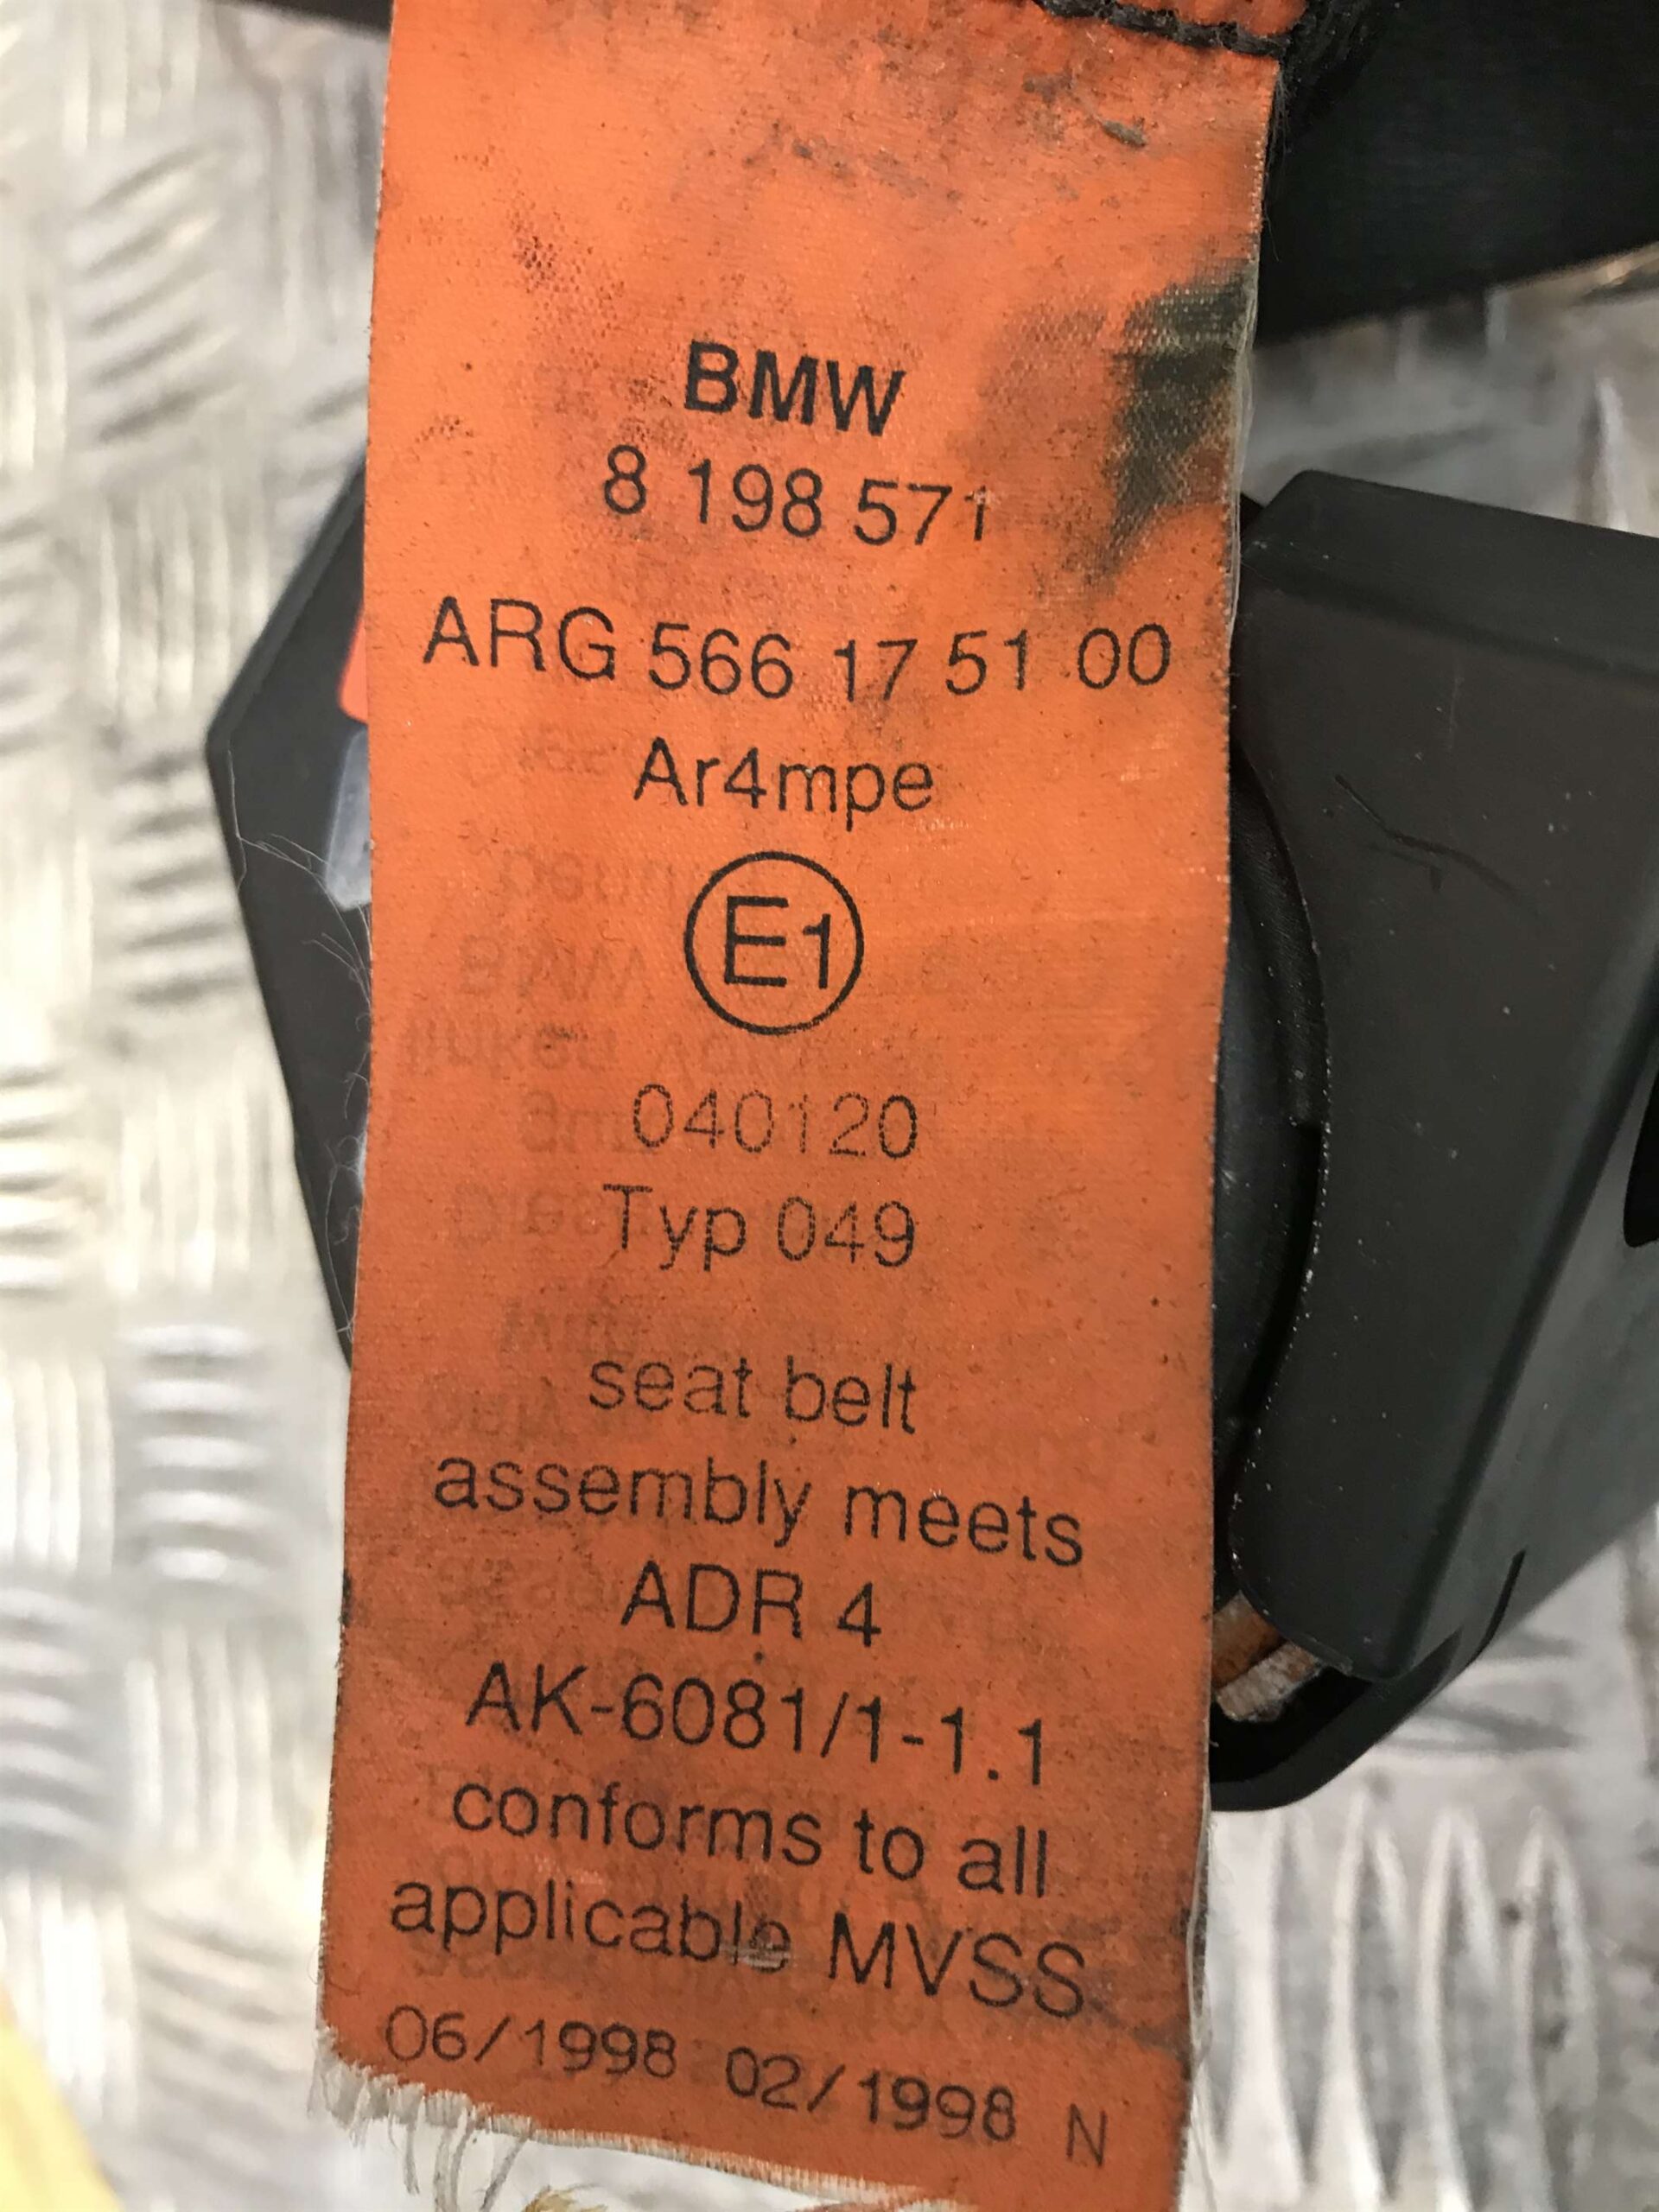 BMW
8 198 571
ARG 566 17 51 00
Ar4mpe
E1
040120
Typ 049
seat belt
assembly meets
ADR 4
AK-6081/1-1.1
conforms to all
applicable MVSS
06/1998 02/1998 N